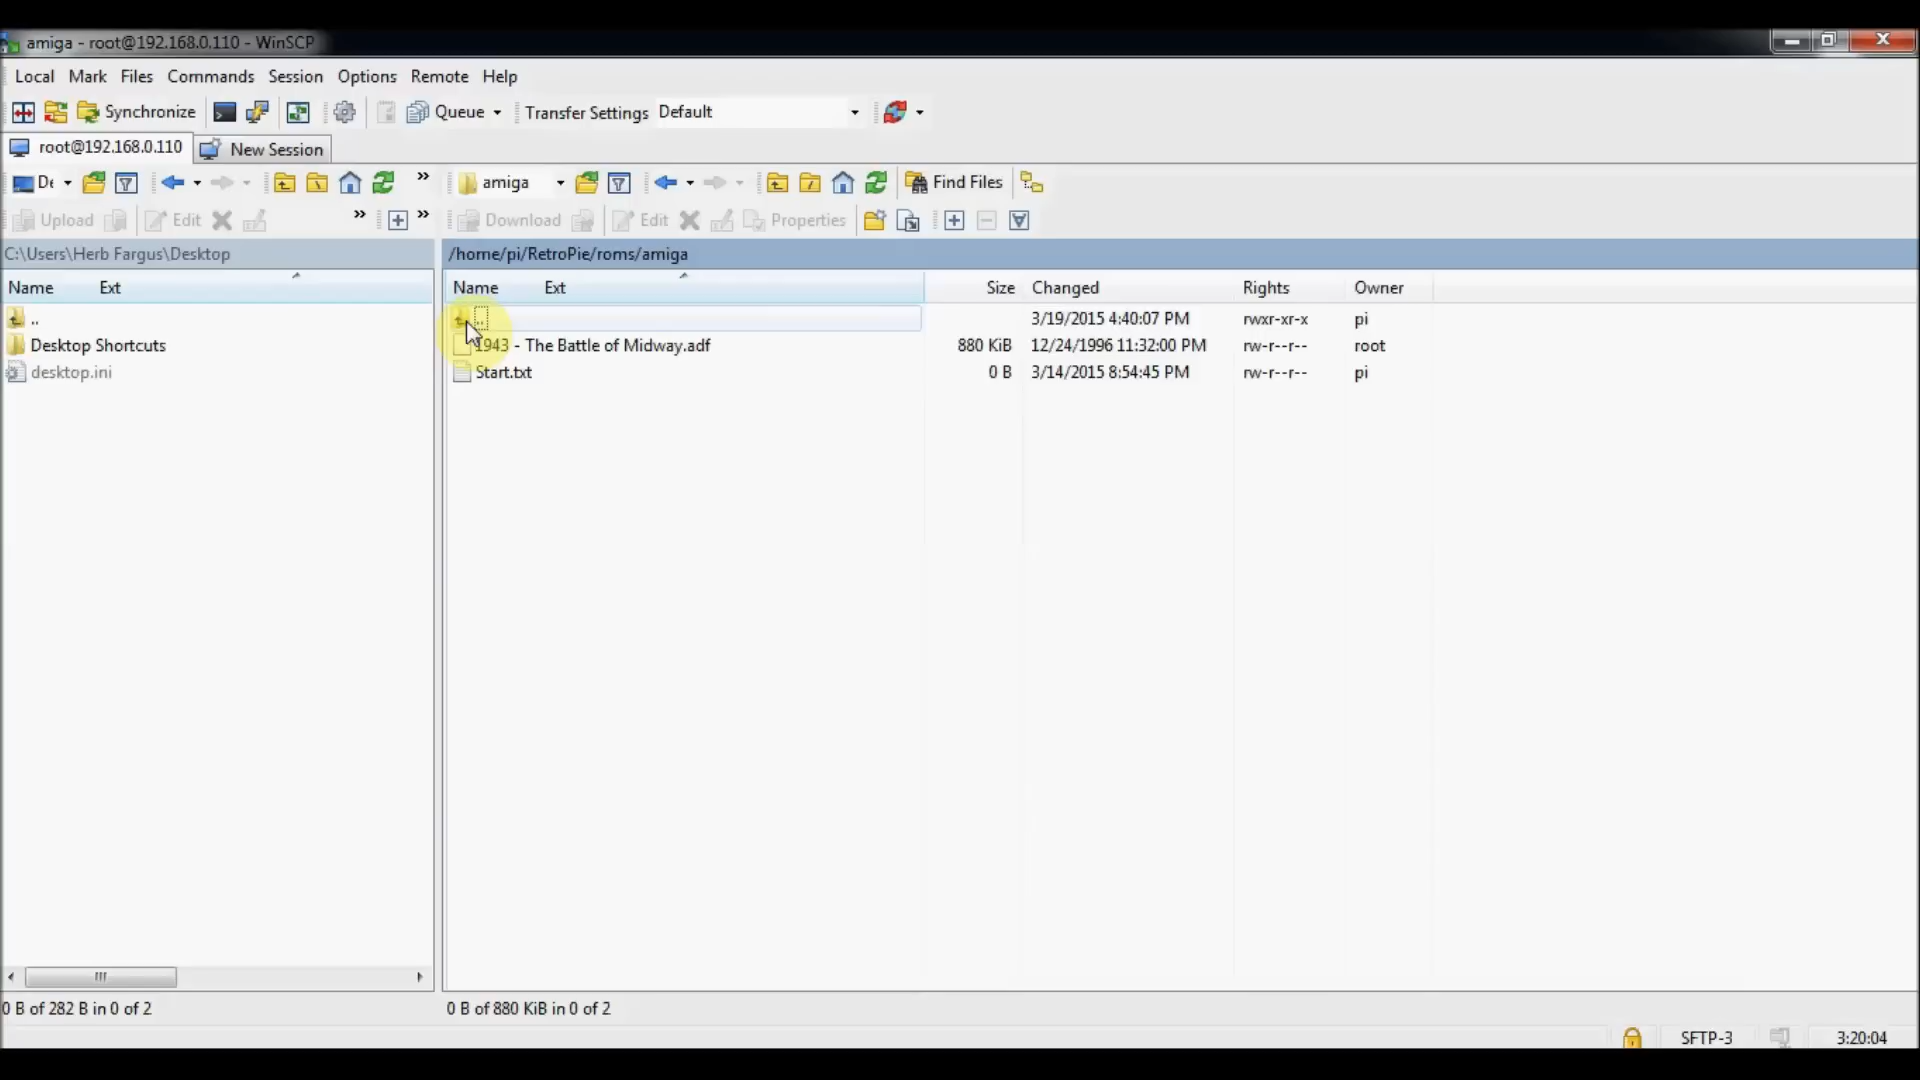 amiga - root@192.168.0.110 - WinSCP
Local Mark Files Commands Session Options Remote Help
Synchronize Queue Transfer Settings Default
root@192.168.0.110 New Session
De amiga Find Files
Upload Edit Download Edit Properties
C:\Users\Herb Fargus\Desktop /home/pi/RetroPie/roms/amiga
Name Ext Name Ext Size Changed Rights Owner
.. .. 3/19/2015 4:40:07 PM rwxr-xr-x pi
Desktop Shortcuts 1943 - The Battle of Midway.adf 880 KiB 12/24/1996 11:32:00 PM rw-r--r-- root
desktop.ini Start.txt 0 B 3/14/2015 8:54:45 PM rw-r--r-- pi
0 B of 282 B in 0 of 2 0 B of 880 KiB in 0 of 2
SFTP-3 3:20:04